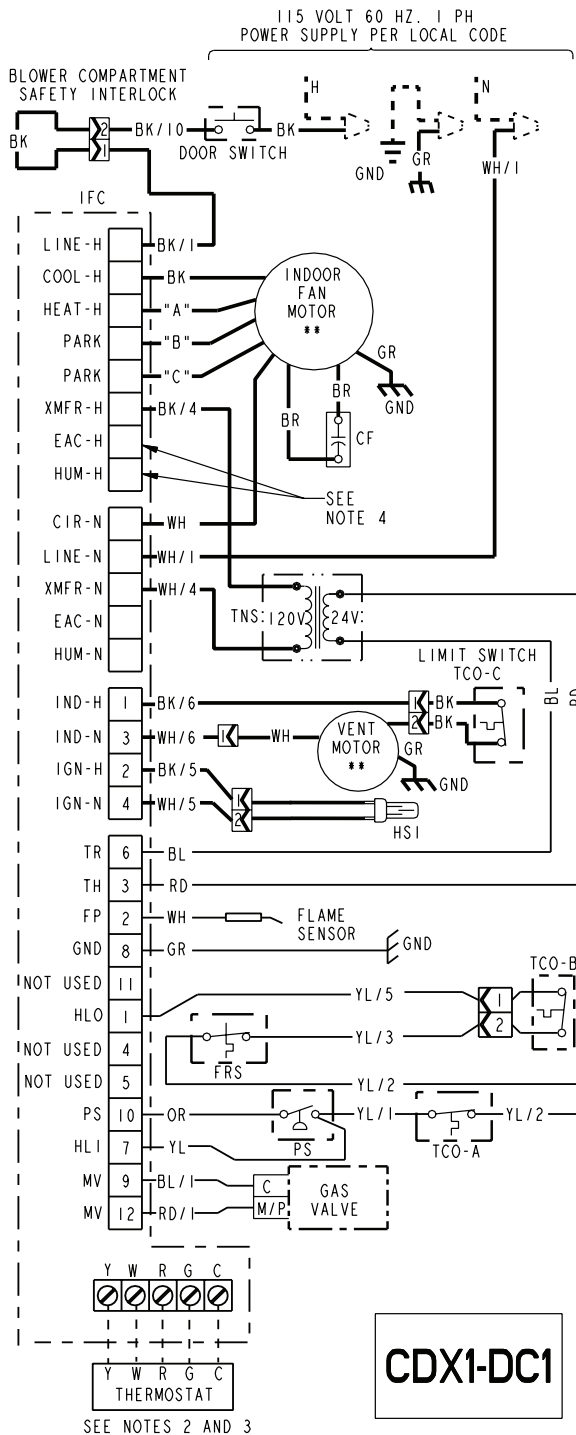 115 VOLT 60 HZ. 1 PH
POWER SUPPLY PER LOCAL CODE
BLOWER COMPARTMENT
SAFETY INTERLOCK
H
N
BK
2
1
BK/10
BK
DOOR SWITCH
GND
GR
WH/1
IFC
LINE-H
BK/1
COOL-H
BK
HEAT-H
"A"
PARK
"B"
PARK
"C"
INDOOR
FAN
MOTOR
**
GR
GND
XMFR-H
BK/4
BR
BR
CF
EAC-H
HUM-H
SEE
NOTE 4
CIR-N
WH
LINE-N
WH/1
XMFR-N
WH/4
EAC-N
HUM-N
TNS:
120V
24V:
LIMIT SWITCH
TCO-C
BL
RD
IND-H
1
BK/6
1
BK
2
BK
IND-N
3
WH/6
1
WH
VENT
MOTOR
**
GR
GND
IGN-H
2
BK/5
IGN-N
4
WH/5
1
2
HSI
TR
6
BL
TH
3
RD
FP
2
WH
FLAME
SENSOR
GND
8
GR
GND
TCO-B
NOT USED
11
HLO
1
YL/5
1
2
NOT USED
4
FRS
YL/3
NOT USED
5
YL/2
PS
10
OR
PS
YL/1
TCO-A
YL/2
HLI
7
YL
MV
9
BL/1
C
MV
12
RD/1
M/P
GAS
VALVE
Y W R G C
Y W R G C
THERMOSTAT
SEE NOTES 2 AND 3
CDX1-DC1